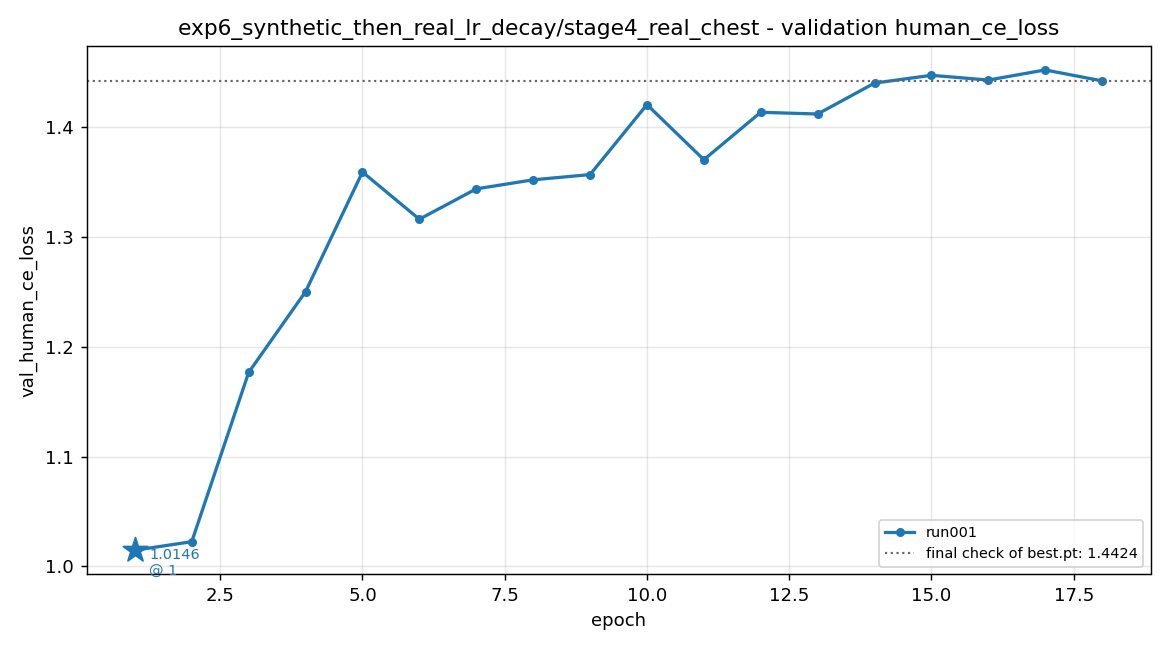 exp6_synthetic_then_real_lr_decay/stage4_real_chest - validation human_ce_loss
val_human_ce_loss
1.4
1.3
1.2
1.1
1.0
1.0146
@ 1
run001
final check of best.pt: 1.4424
2.5
5.0
7.5
10.0
12.5
15.0
17.5
epoch